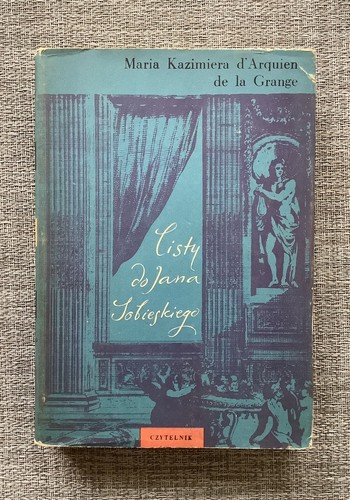 Maria Kazimiera d'Arquien
de la Grange
Listy
do Jana
Sobieskiego
CZYTELNIK